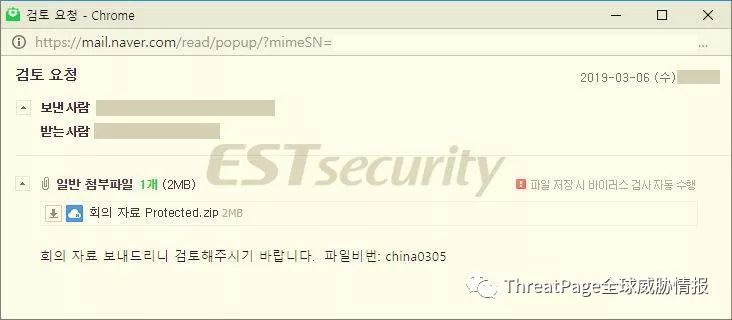 검토 요청 - Chrome
https://mail.naver.com/read/popup/?mimeSN= ...
검토 요청
2019-03-06 (수)
보낸사람
받는사람
ESTsecurity
일반 첨부파일 1개 (2MB)
파일 저장 시 바이러스 검사 자동 수행
회의 자료 Protected.zip 2MB
회의 자료 보내드리니 검토해주시기 바랍니다. 파일비번: china0305
ThreatPage全球威胁情报